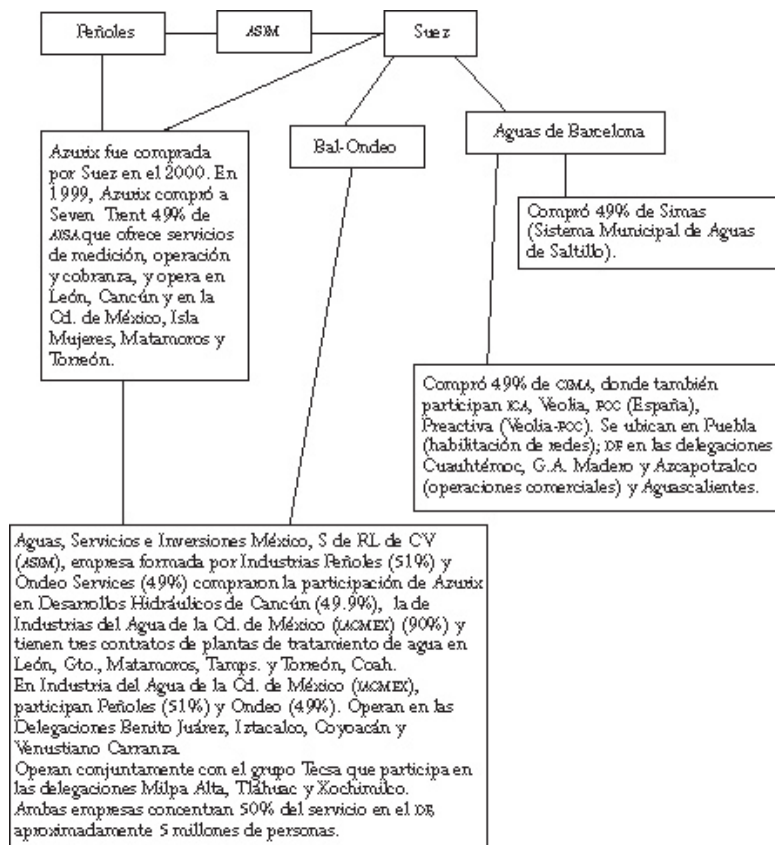 Peñoles
ASIM
Suez
Azurix fue comprada
por Suez en el 2000. En
1999, Azurix compró a
Seven Trent 49% de
AISA que ofrece servicios
de medición, operación
y cobranza, y opera en
León, Cancún y en la
Cd. de México, Isla
Mujeres, Matamoros y
Torreón.
Bal-Ondeo
Aguas de Barcelona
Compró 49% de Simas
(Sistema Municipal de Aguas
de Saltillo).
Compró 49% de CIMA, donde también
participan ICA, Veolia, FCC (España),
Preactiva (Veolia-FCC). Se ubican en Puebla
(habilitación de redes); DF en las delegaciones
Cuauhtémoc, G.A. Madero y Azcapotzalco
(operaciones comerciales) y Aguascalientes.
Aguas, Servicios e Inversiones México, S de RL de CV
(ASIM), empresa formada por Industrias Peñoles (51%) y
Ondeo Services (49%) compraron la participación de Azurix
en Desarrollos Hidráulicos de Cancún (49.9%), la de
Industrias del Agua de la Cd. de México (IACMEX) (90%) y
tienen tres contratos de plantas de tratamiento de agua en
León, Gto., Matamoros, Tamps. y Torreón, Coah.
En Industria del Agua de la Cd. de México (IACMEX),
participan Peñoles (51%) y Ondeo (49%). Operan en las
Delegaciones Benito Juárez, Iztacalco, Coyoacán y
Venustiano Carranza.
Operan conjuntamente con el grupo Tecsa que participa en
las delegaciones Milpa Alta, Tláhuac y Xochimilco.
Ambas empresas concentran 50% del servicio en el DF,
aproximadamente 5 millones de personas.